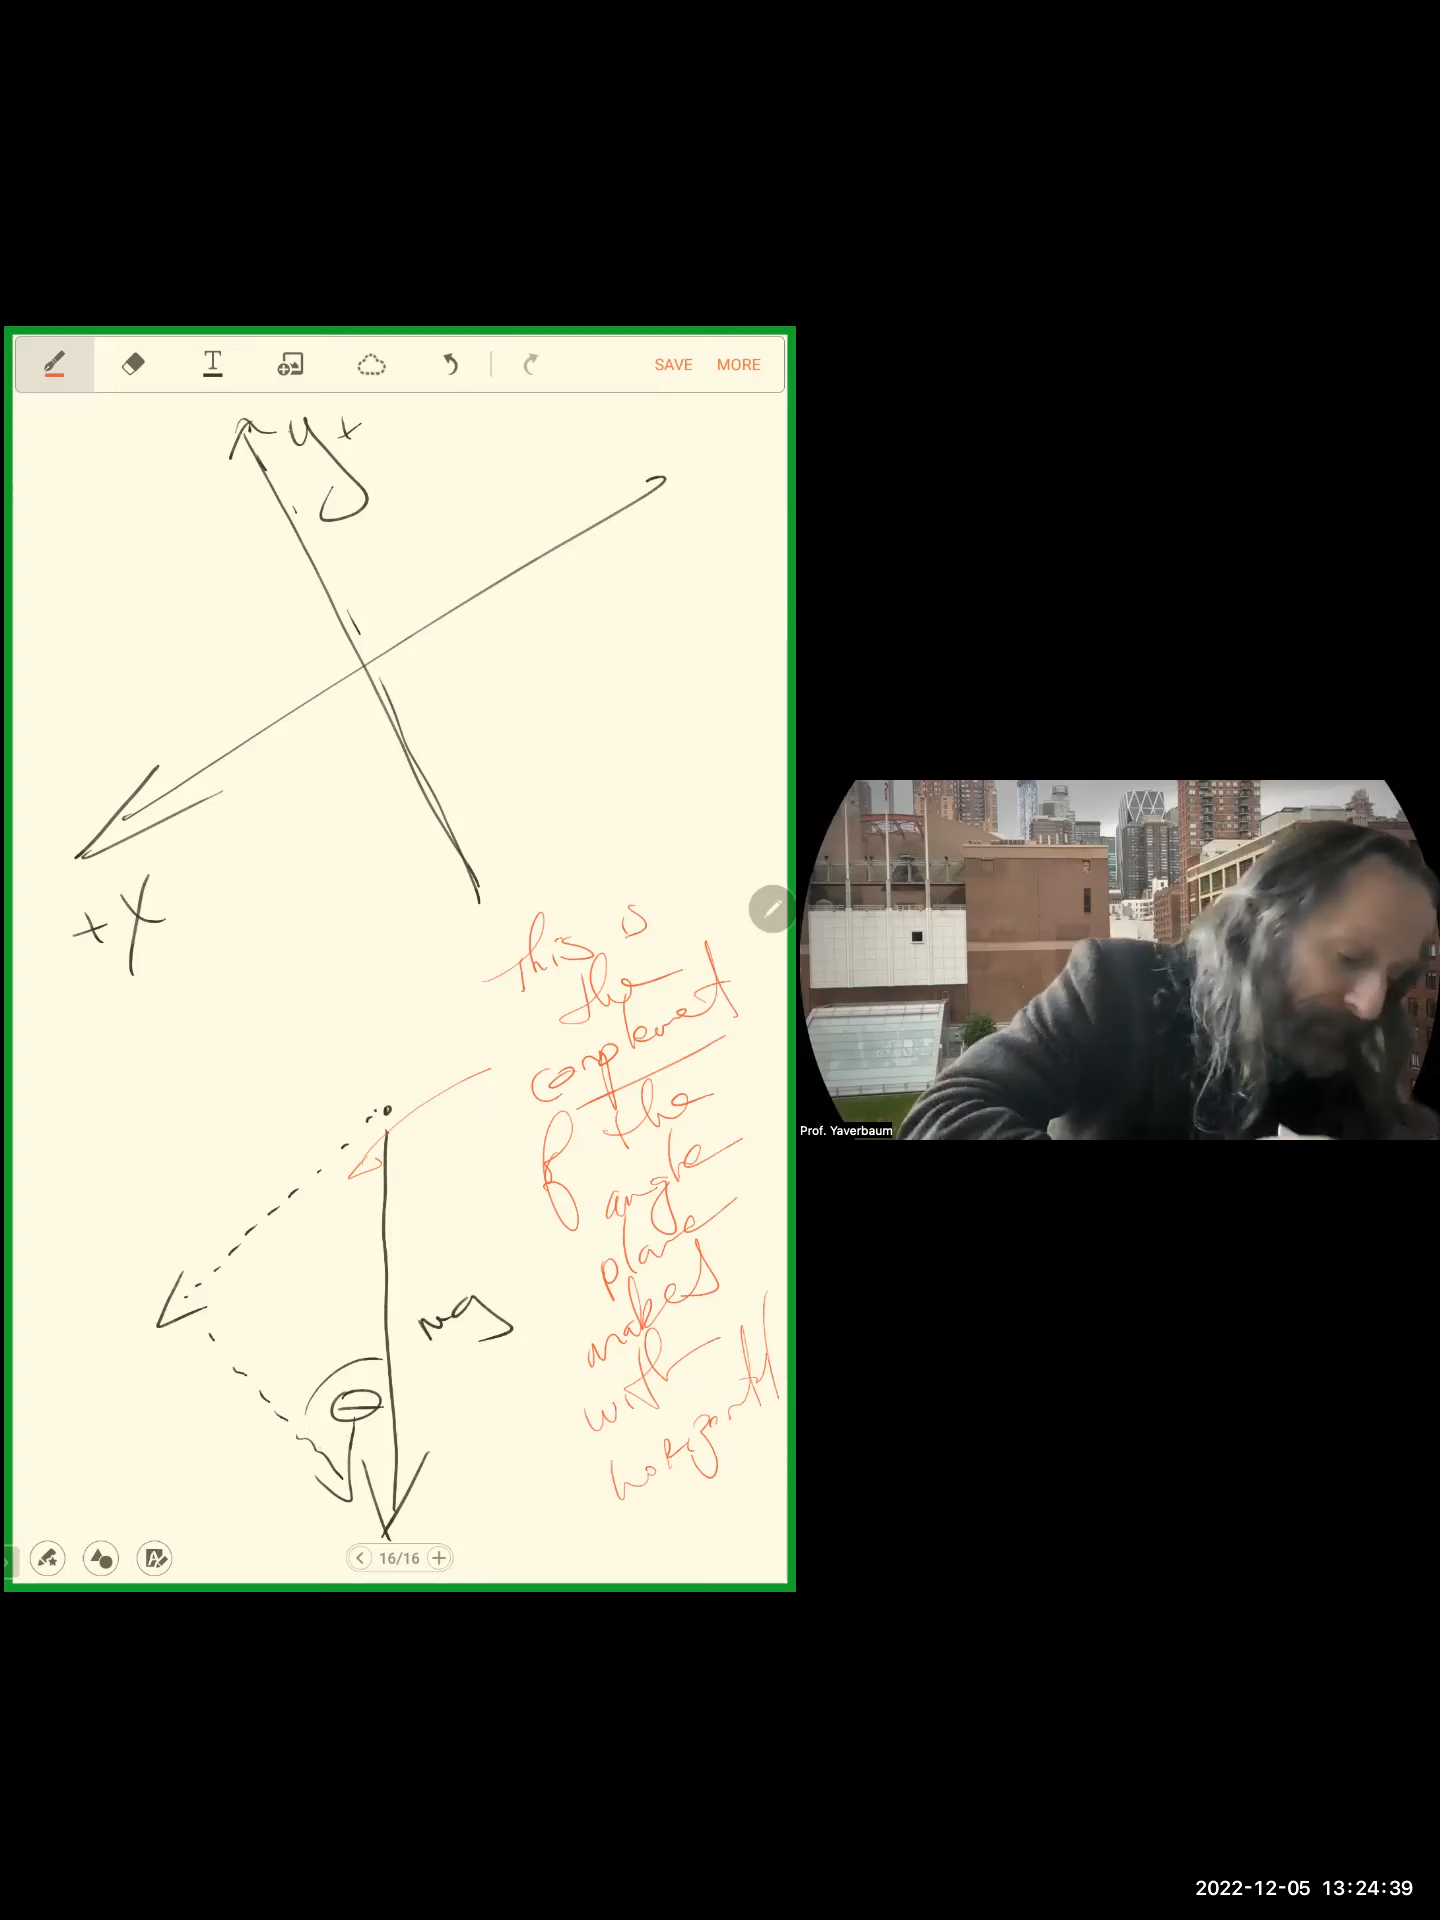 SAVE MORE
y+
+x
This is
the
complement
of the
angle
plane
makes
with
horizontal
mg
θ
16/16
Prof. Yaverbaum
2022-12-05 13:24:39